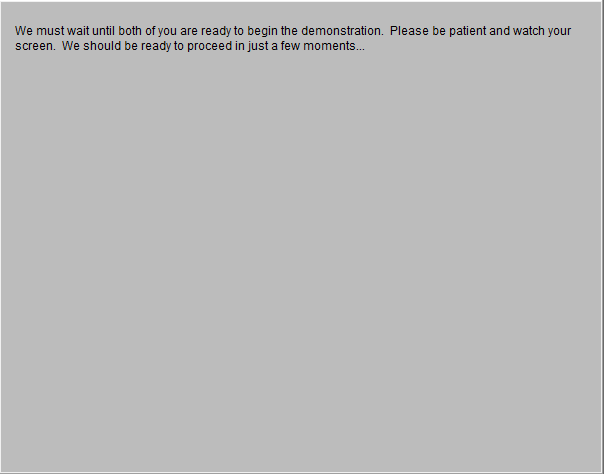 We must wait until both of you are ready to begin the demonstration.  Please be patient and watch your
screen.  We should be ready to proceed in just a few moments...